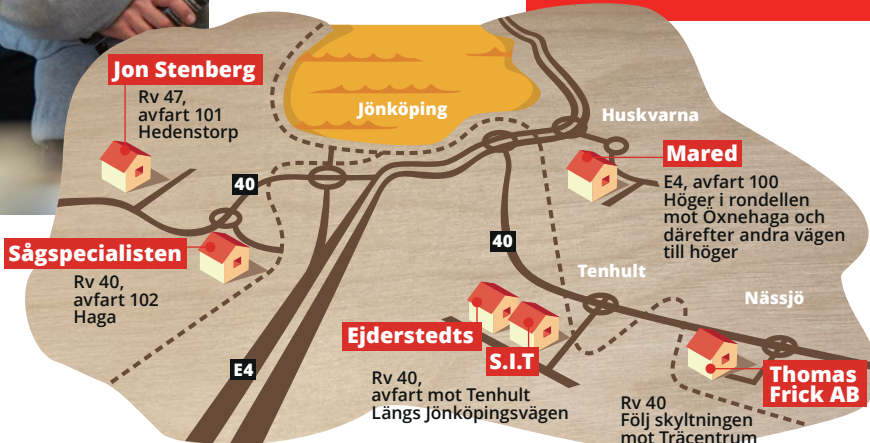 Jon Stenberg
Rv 47,
avfart 101
Hedenstorp
Jönköping
Huskvarna
Mared
E4, avfart 100
Höger i rondellen
mot Öxnehaga och
därefter andra vägen
till höger
40
Sågspecialisten
Rv 40,
avfart 102
Haga
40
Tenhult
Nässjö
Ejderstedts
S.I.T
E4
Rv 40,
avfart mot Tenhult
Längs Jönköpingsvägen
Thomas
Frick AB
Rv 40
Följ skyltningen
mot Träcentrum